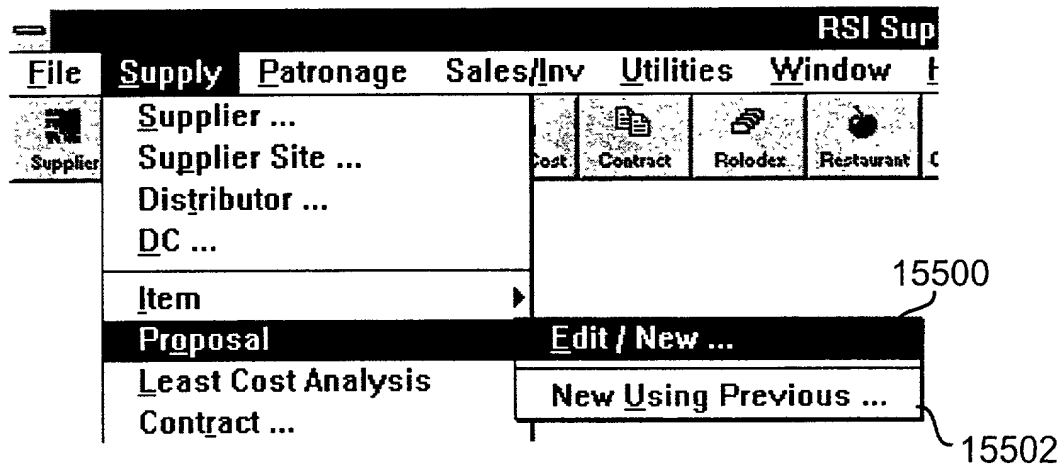 RSI Sup
File Supply Patronage Sales/Inv Utilities Window
Supplier Cost Contract Rolodex Restaurant
Supplier ...
Supplier Site ...
Distributor ...
DC ...
Item
Proposal
Least Cost Analysis
Contract ...
15500
Edit / New ...
New Using Previous ...
15502